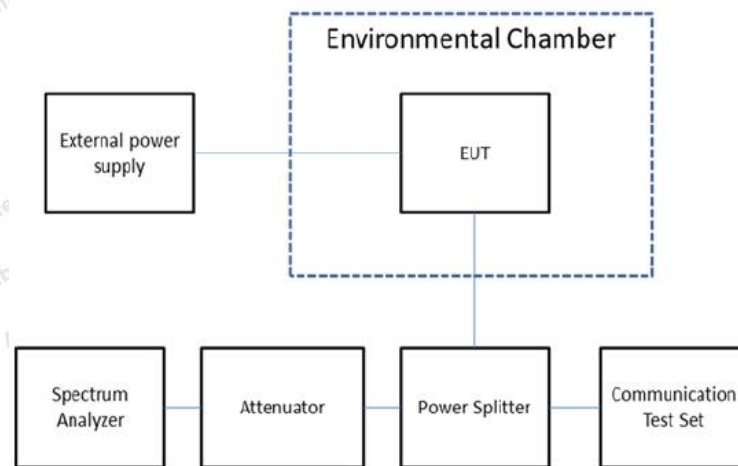 Environmental Chamber
External power
supply
EUT
Spectrum
Analyzer
Attenuator
Power Splitter
Communication
Test Set